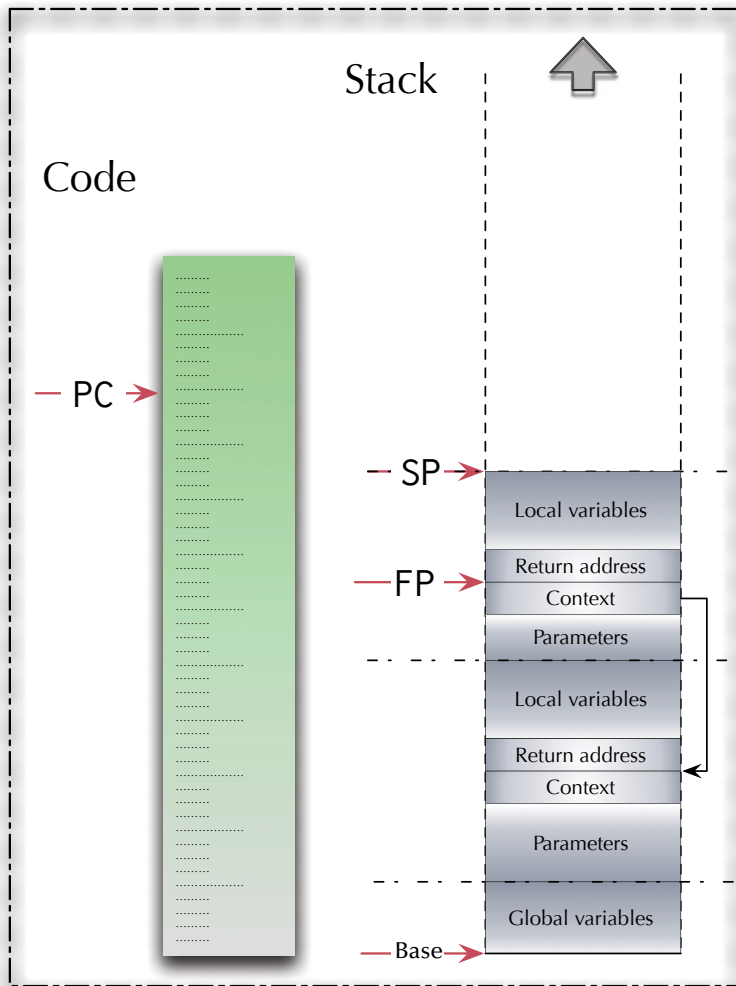 Stack
Code
PC
SP
Local variables
Return address
FP
Context
Parameters
Local variables
Return address
Context
Parameters
Global variables
Base